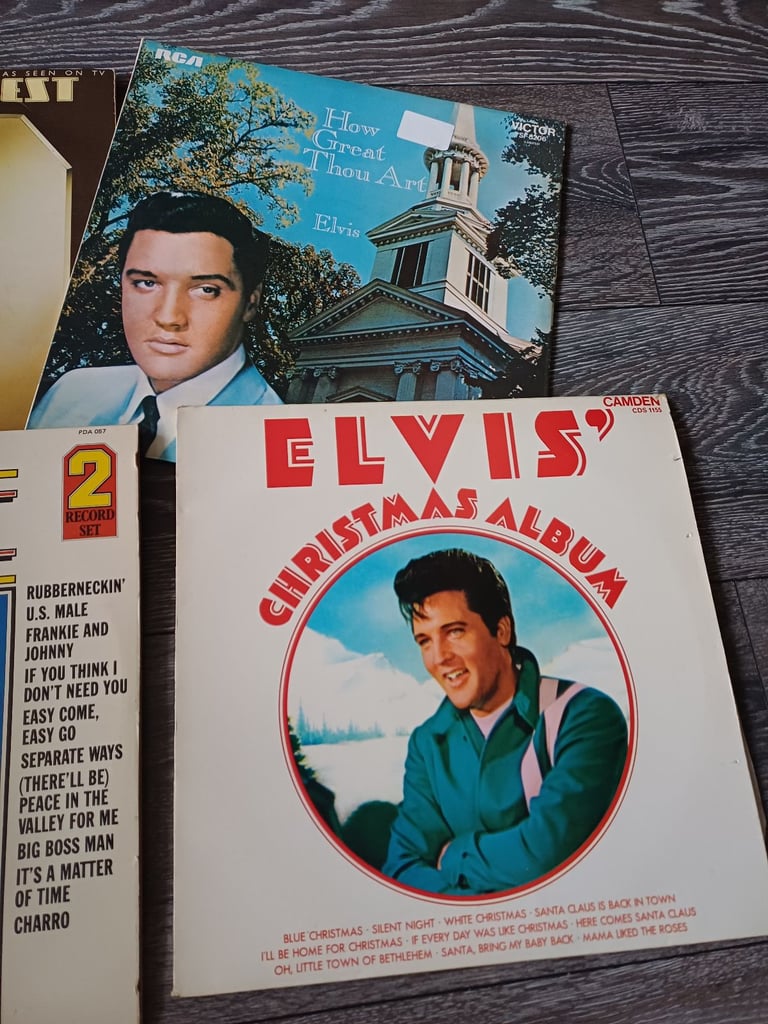 AS SEEN ON TV
EST
RCA
How
Great
Thou Art
Elvis
VICTOR
SF 8206
PDA 057
2
RECORD
SET
RUBBERNECKIN'
U.S. MALE
FRANKIE AND
JOHNNY
IF YOU THINK I
DON'T NEED YOU
EASY COME,
EASY GO
SEPARATE WAYS
(THERE'LL BE)
PEACE IN THE
VALLEY FOR ME
BIG BOSS MAN
IT'S A MATTER
OF TIME
CHARRO
CAMDEN
CDS 1155
ELVIS'
CHRISTMAS ALBUM
BLUE CHRISTMAS · SILENT NIGHT · WHITE CHRISTMAS · SANTA CLAUS IS BACK IN TOWN
I'LL BE HOME FOR CHRISTMAS · IF EVERY DAY WAS LIKE CHRISTMAS · HERE COMES SANTA CLAUS
OH, LITTLE TOWN OF BETHLEHEM · SANTA, BRING MY BABY BACK · MAMA LIKED THE ROSES